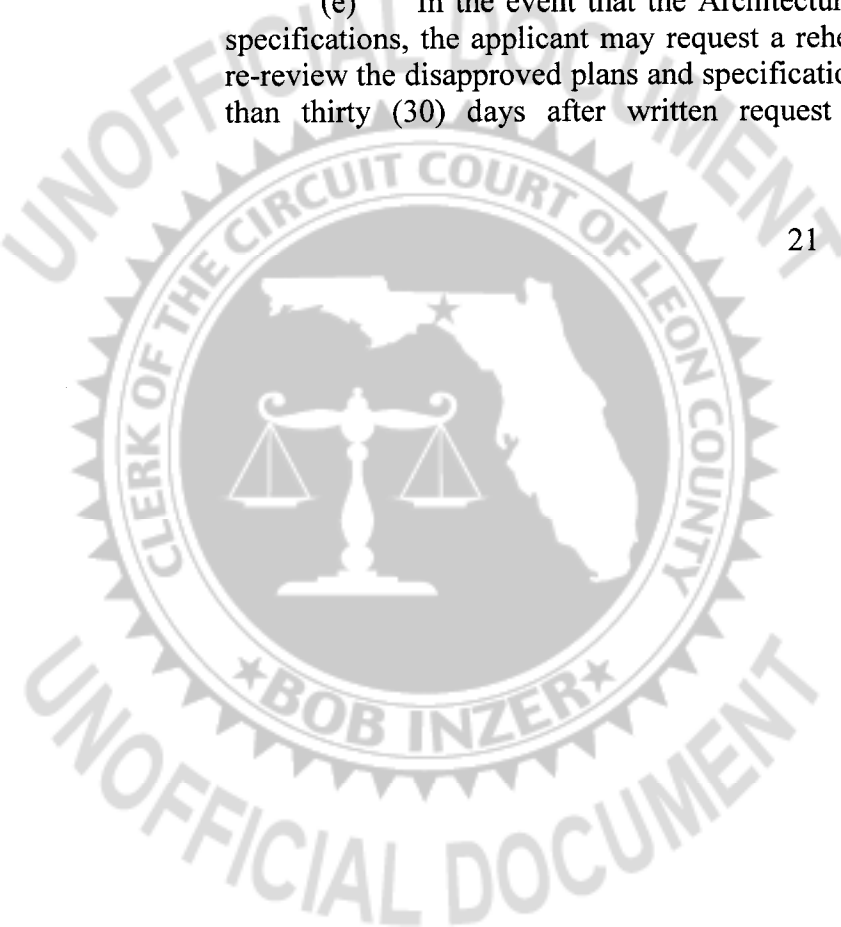 (e) In the event that the Architectur
specifications, the applicant may request a rehe
re-review the disapproved plans and specificatio
than thirty (30) days after written request
21
UNOFFICIAL DOCUMENT
CLERK OF THE CIRCUIT COURT OF LEON COUNTY
★BOB INZER★
UNOFFICIAL DOCUMENT